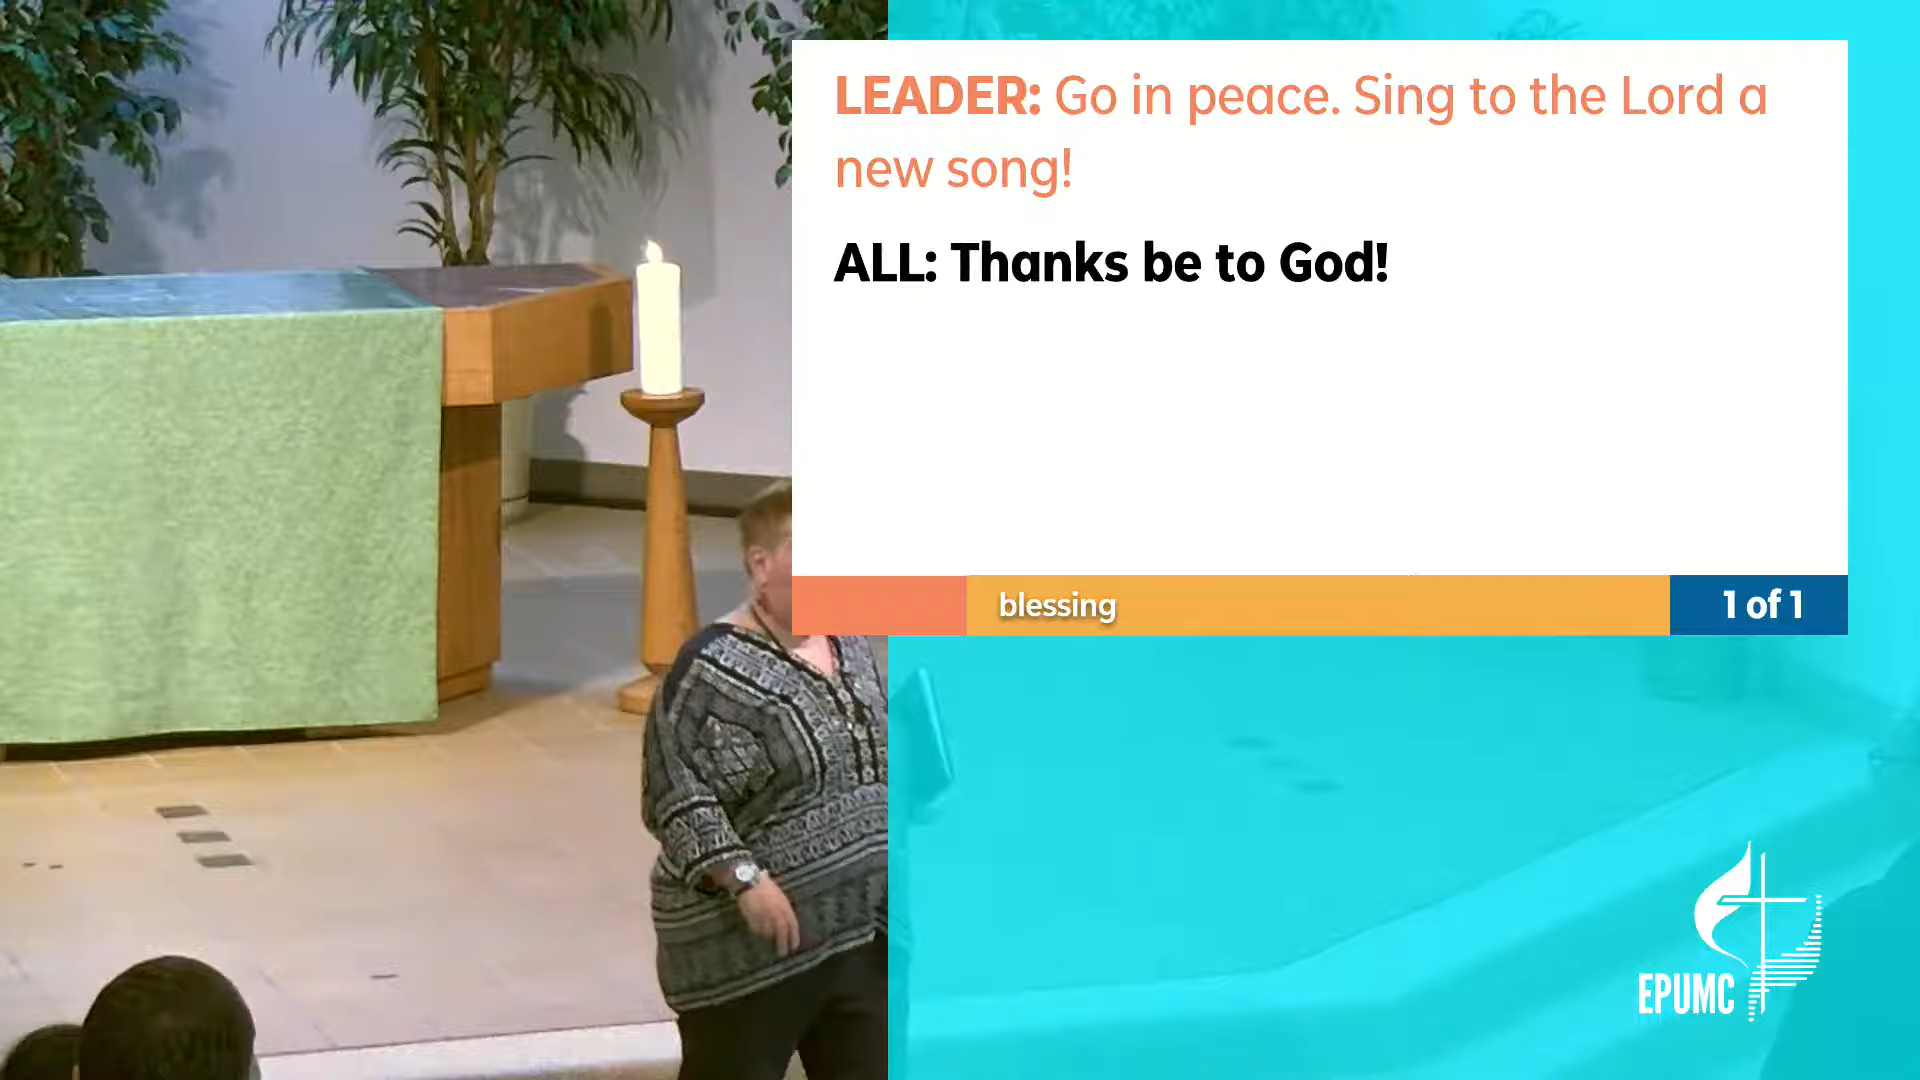 LEADER: Go in peace. Sing to the Lord a
new song!
ALL: Thanks be to God!
blessing
1 of 1
EPUMC